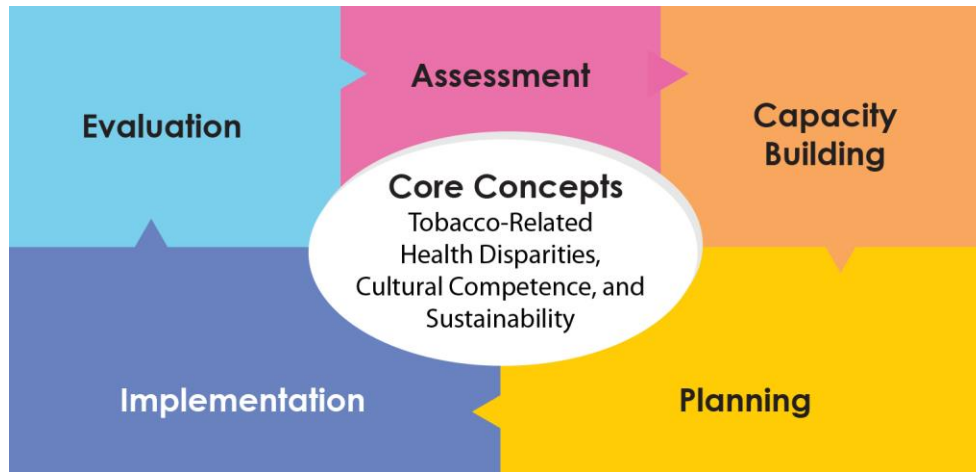 Assessment
Evaluation
Capacity
Building
Core Concepts
Tobacco-Related
Health Disparities,
Cultural Competence, and
Sustainability
Implementation
Planning